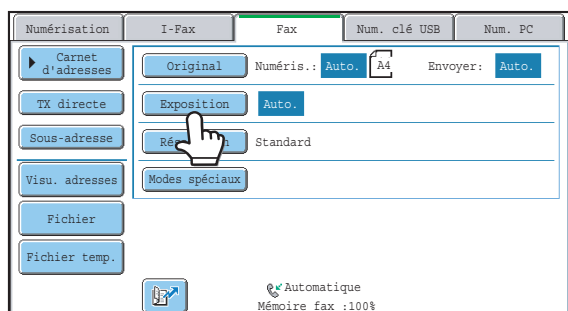 Numérisation I-Fax Fax Num. clé USB Num. PC
Carnet d'adresses
Original Numéris.: Auto. A4 Envoyer: Auto.
TX directe
Exposition Auto.
Sous-adresse
Standard
Visu. adresses
Modes spéciaux
Fichier
Fichier temp.
Automatique
Mémoire fax :100%